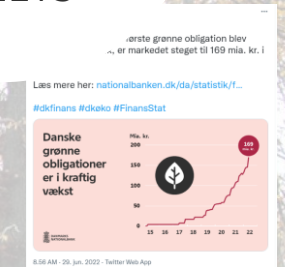 ørste grønne obligation blev
, er markedet steget til 169 mia. kr. i
Læs mere her: nationalbanken.dk/da/statistik/f...
#dkfinans #dkøko #FinansStat
Danske
grønne
obligationer
er i kraftig
vækst
Mia. kr.
200
150
100
50
0
169
mia. kr.
15 16 17 18 19 20 21 22
DANMARKS
NATIONALBANK
8.56 AM · 29. jun. 2022 · Twitter Web App